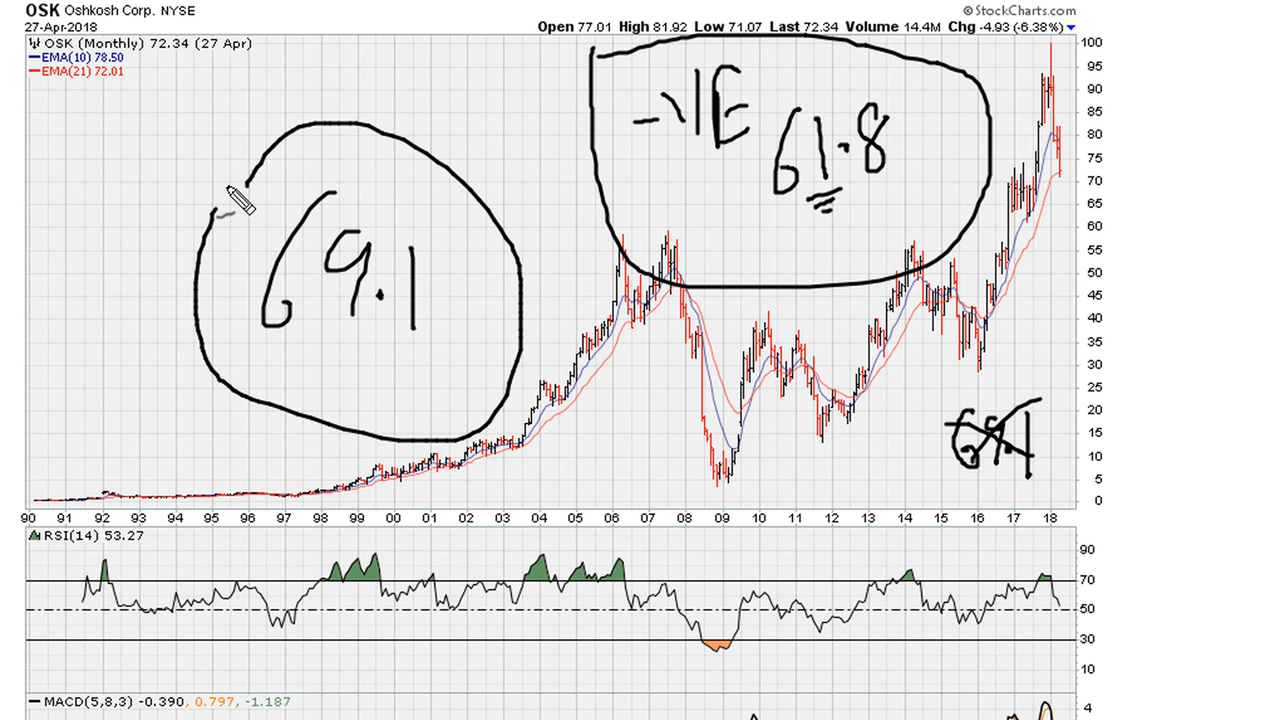 OSK Oshkosh Corp. NYSE
© StockCharts.com
27-Apr-2018
Open 77.01 High 81.92 Low 71.07 Last 72.34 Volume 14.4M Chg -4.93 (-6.38%)
OSK (Monthly) 72.34 (27 Apr)
EMA(10) 78.50
EMA(21) 72.01
-VE
61.8
69.1
69.1
100
95
90
85
80
75
70
65
60
55
50
45
40
35
30
25
20
15
10
5
0
90 91 92 93 94 95 96 97 98 99 00 01 02 03 04 05 06 07 08 09 10 11 12 13 14 15 16 17 18
RSI(14) 53.27
90
70
50
30
10
MACD(5,8,3) -0.390, 0.797, -1.187
4